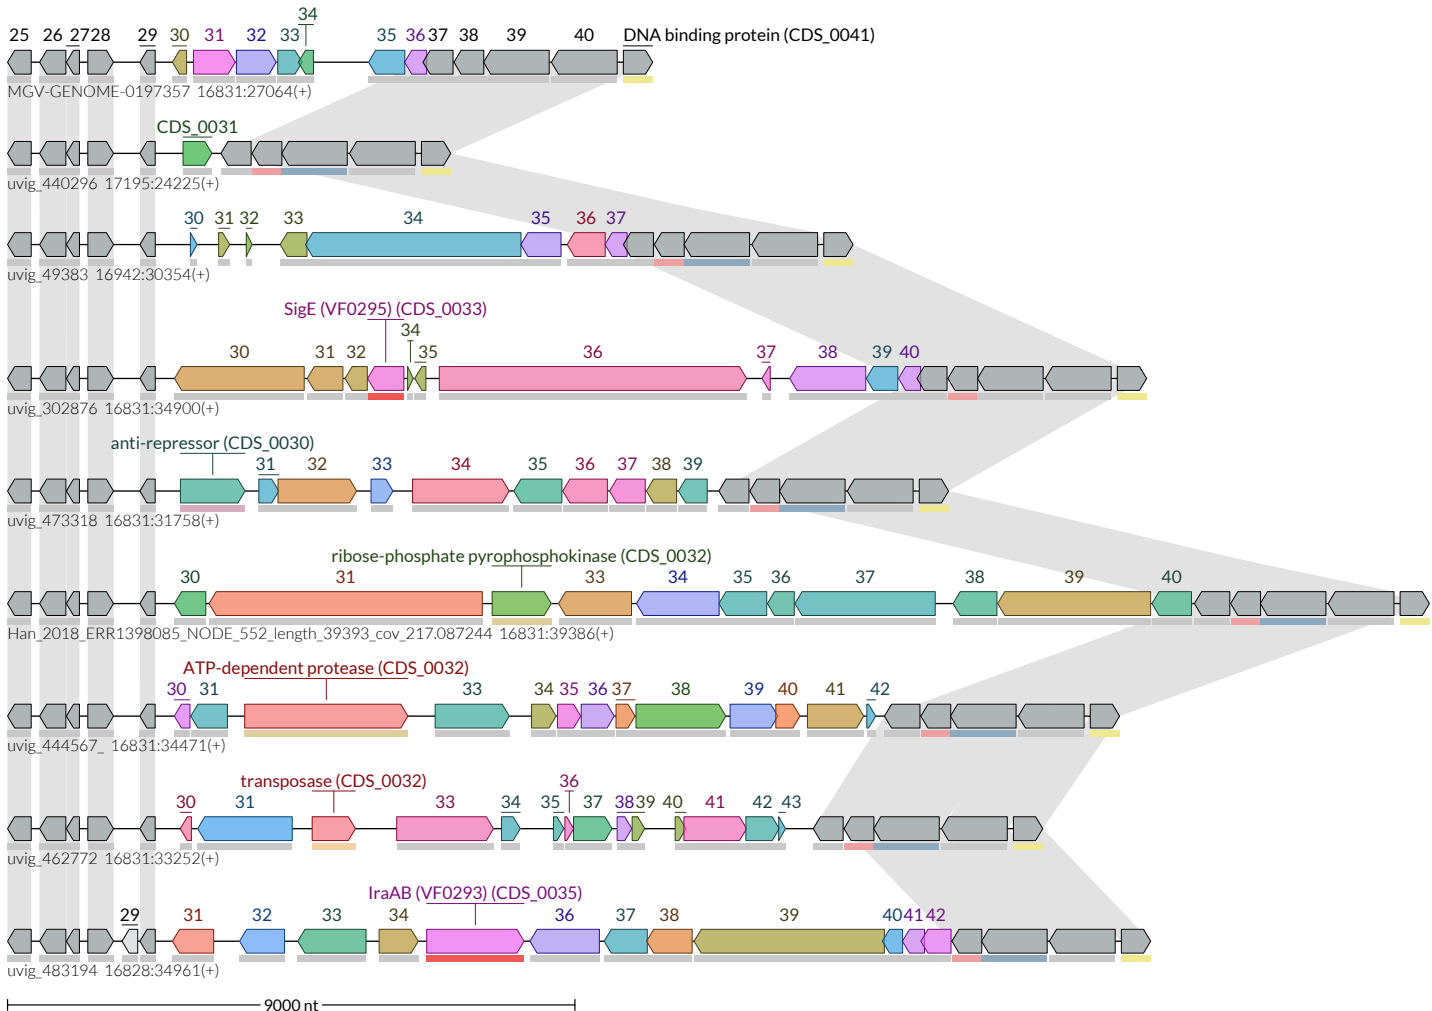 34
25 26 27 28 29 30 31 32 33 35 36 37 38 39 40 DNA binding protein (CDS_0041)
MGV-GENOME-0197357 16831:27064(+)
CDS_0031
uvig_440296 17195:24225(+)
30 31 32 33 34 35 36 37
uvig_49383 16942:30354(+)
SigE (VF0295) (CDS_0033)
34
30 31 32 35 36 37 38 39 40
uvig_302876 16831:34900(+)
anti-repressor (CDS_0030)
31 32 33 34 35 36 37 38 39
uvig_473318 16831:31758(+)
ribose-phosphate pyrophosphokinase (CDS_0032)
30 31 33 34 35 36 37 38 39 40
Han_2018_ERR1398085_NODE_552_length_39393_cov_217.087244 16831:39386(+)
ATP-dependent protease (CDS_0032)
30 31 33 34 35 36 37 38 39 40 41 42
uvig_444567_ 16831:34471(+)
transposase (CDS_0032)
36
30 31 33 34 35 37 38 39 40 41 42 43
uvig_462772 16831:33252(+)
IraAB (VF0293) (CDS_0035)
29 31 32 33 34 36 37 38 39 40 41 42
uvig_483194 16828:34961(+)
9000 nt